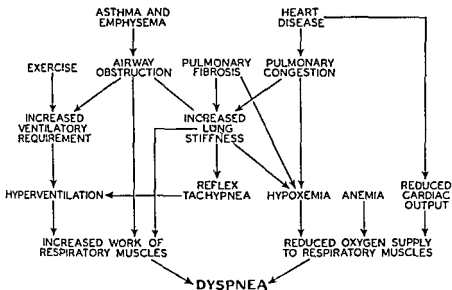 ASTHMA AND
EMPHYSEMA
HEART
DISEASE
EXERCISE
AIRWAY
OBSTRUCTION
PULMONARY
FIBROSIS
PULMONARY
CONGESTION
INCREASED
VENTILATORY
REQUIREMENT
INCREASED
LUNG
STIFFNESS
HYPERVENTILATION
REFLEX
TACHYPNEA
HYPOXEMIA
ANEMIA
REDUCED
CARDIAC
OUTPUT
INCREASED WORK OF
RESPIRATORY MUSCLES
REDUCED OXYGEN SUPPLY
TO RESPIRATORY MUSCLES
DYSPNEA